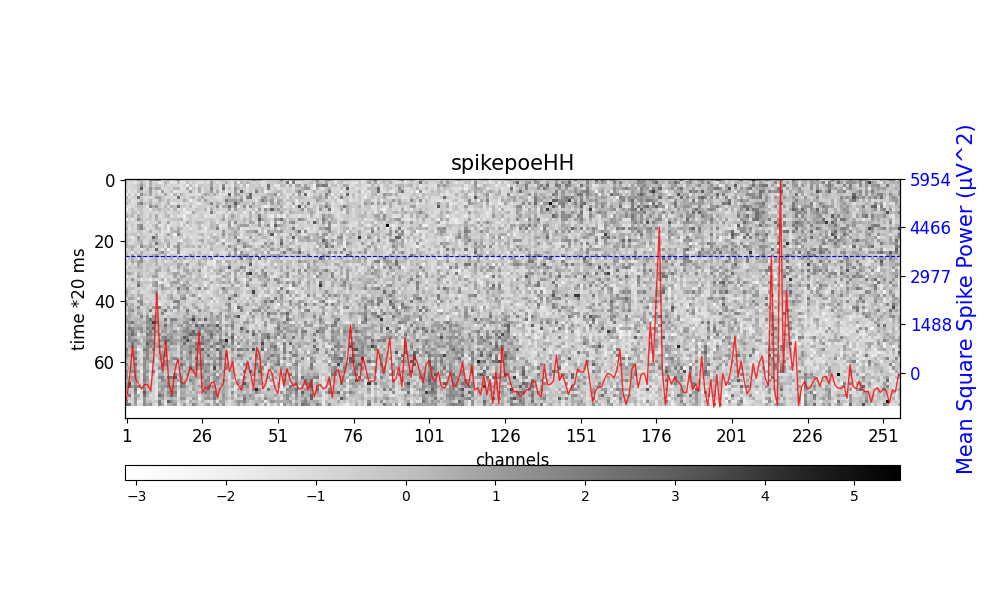 spikepoeHH
0
20
40
60
time *20 ms
5954
4466
2977
1488
0
Mean Square Spike Power (μV^2)
1 26 51 76 101 126 151 176 201 226 251
channels
−3 −2 −1 0 1 2 3 4 5